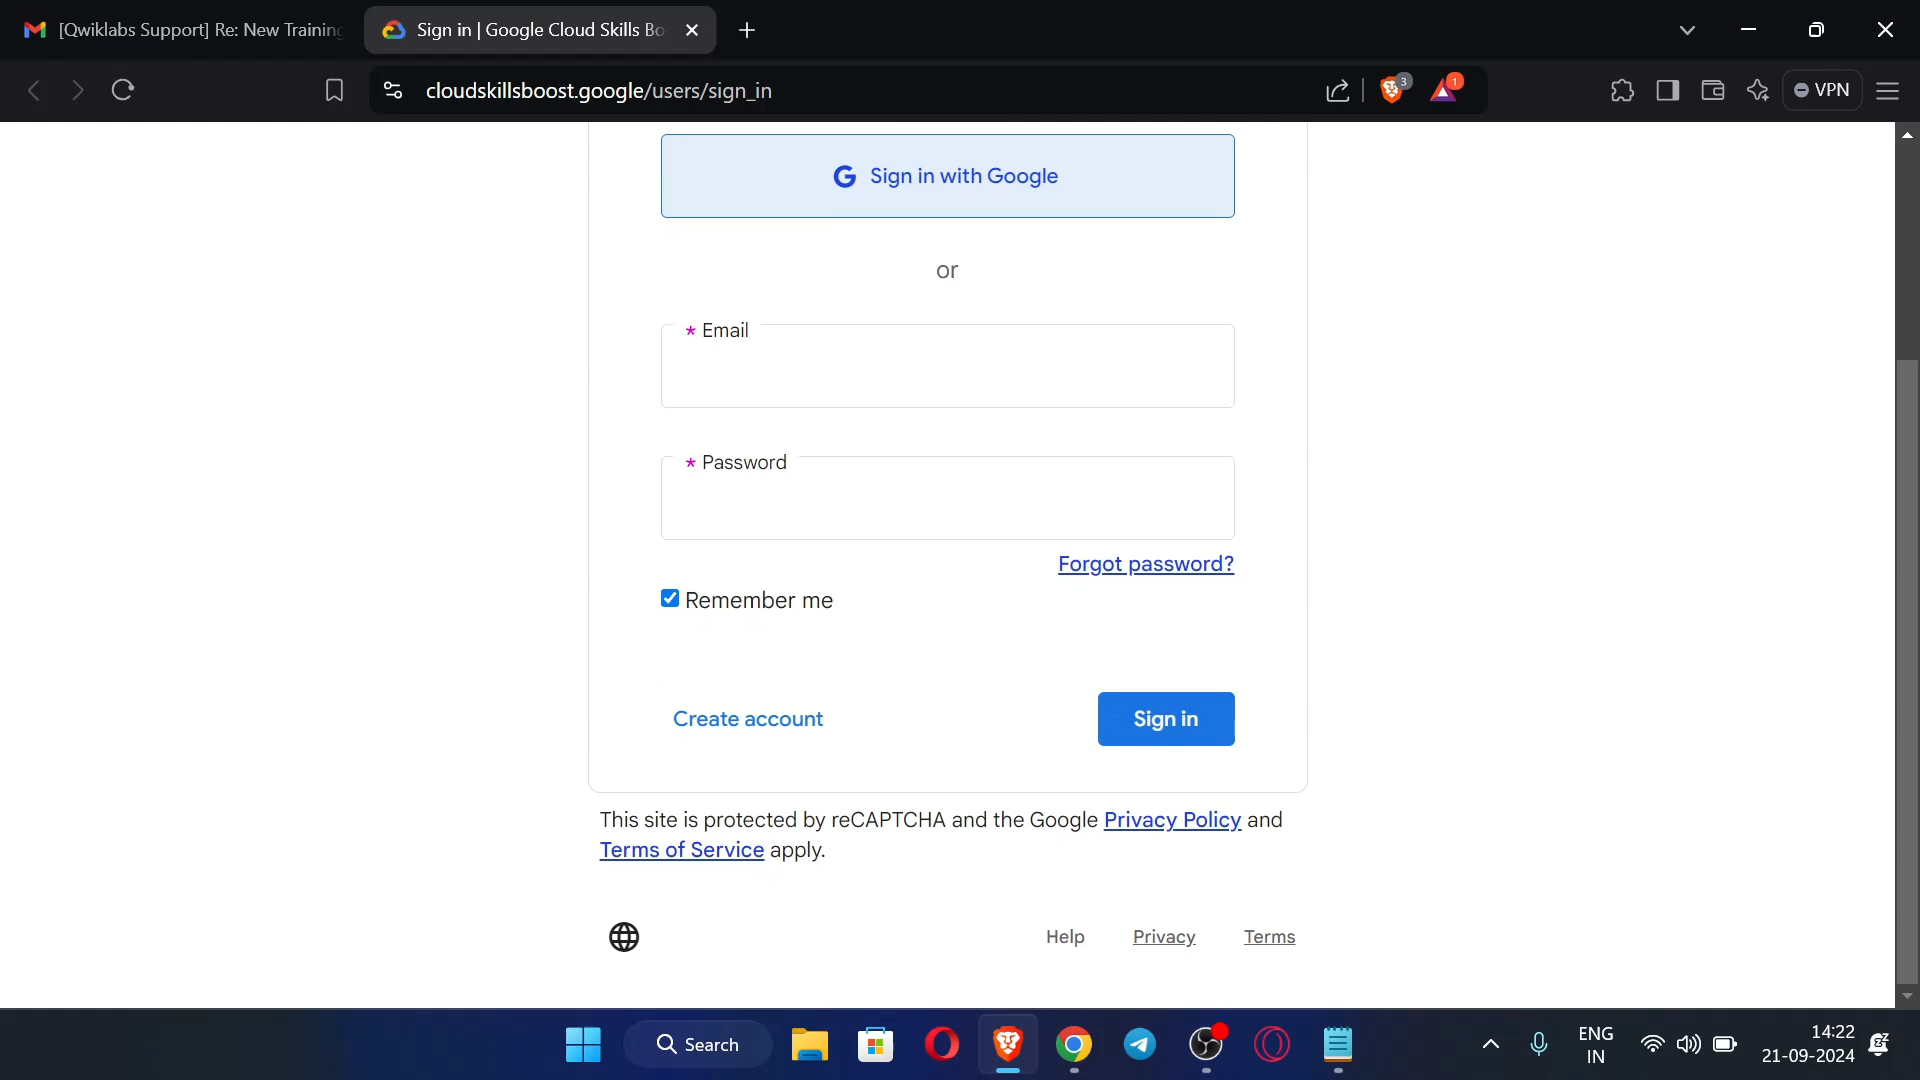 [Qwiklabs Support] Re: New Training
Sign in | Google Cloud Skills Bo
cloudskillsboost.google/users/sign_in
3
1
VPN
Sign in with Google
or
* Email
* Password
Forgot password?
Remember me
Create account
Sign in
This site is protected by reCAPTCHA and the Google Privacy Policy and
Terms of Service apply.
Help
Privacy
Terms
Search
ENG
IN
14:22
21-09-2024